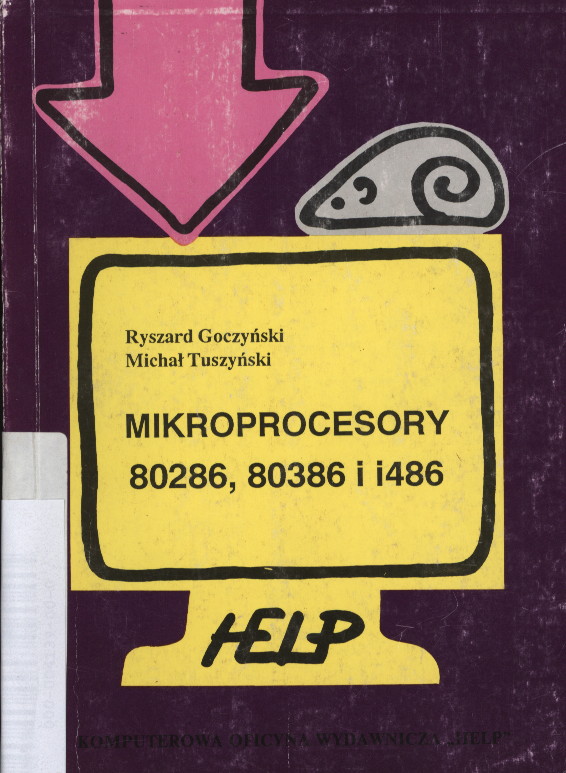 Ryszard Goczyński
Michał Tuszyński
MIKROPROCESORY
80286, 80386 i i486
HELP
KOMPUTEROWA OFICYNA WYDAWNICZA „HELP”